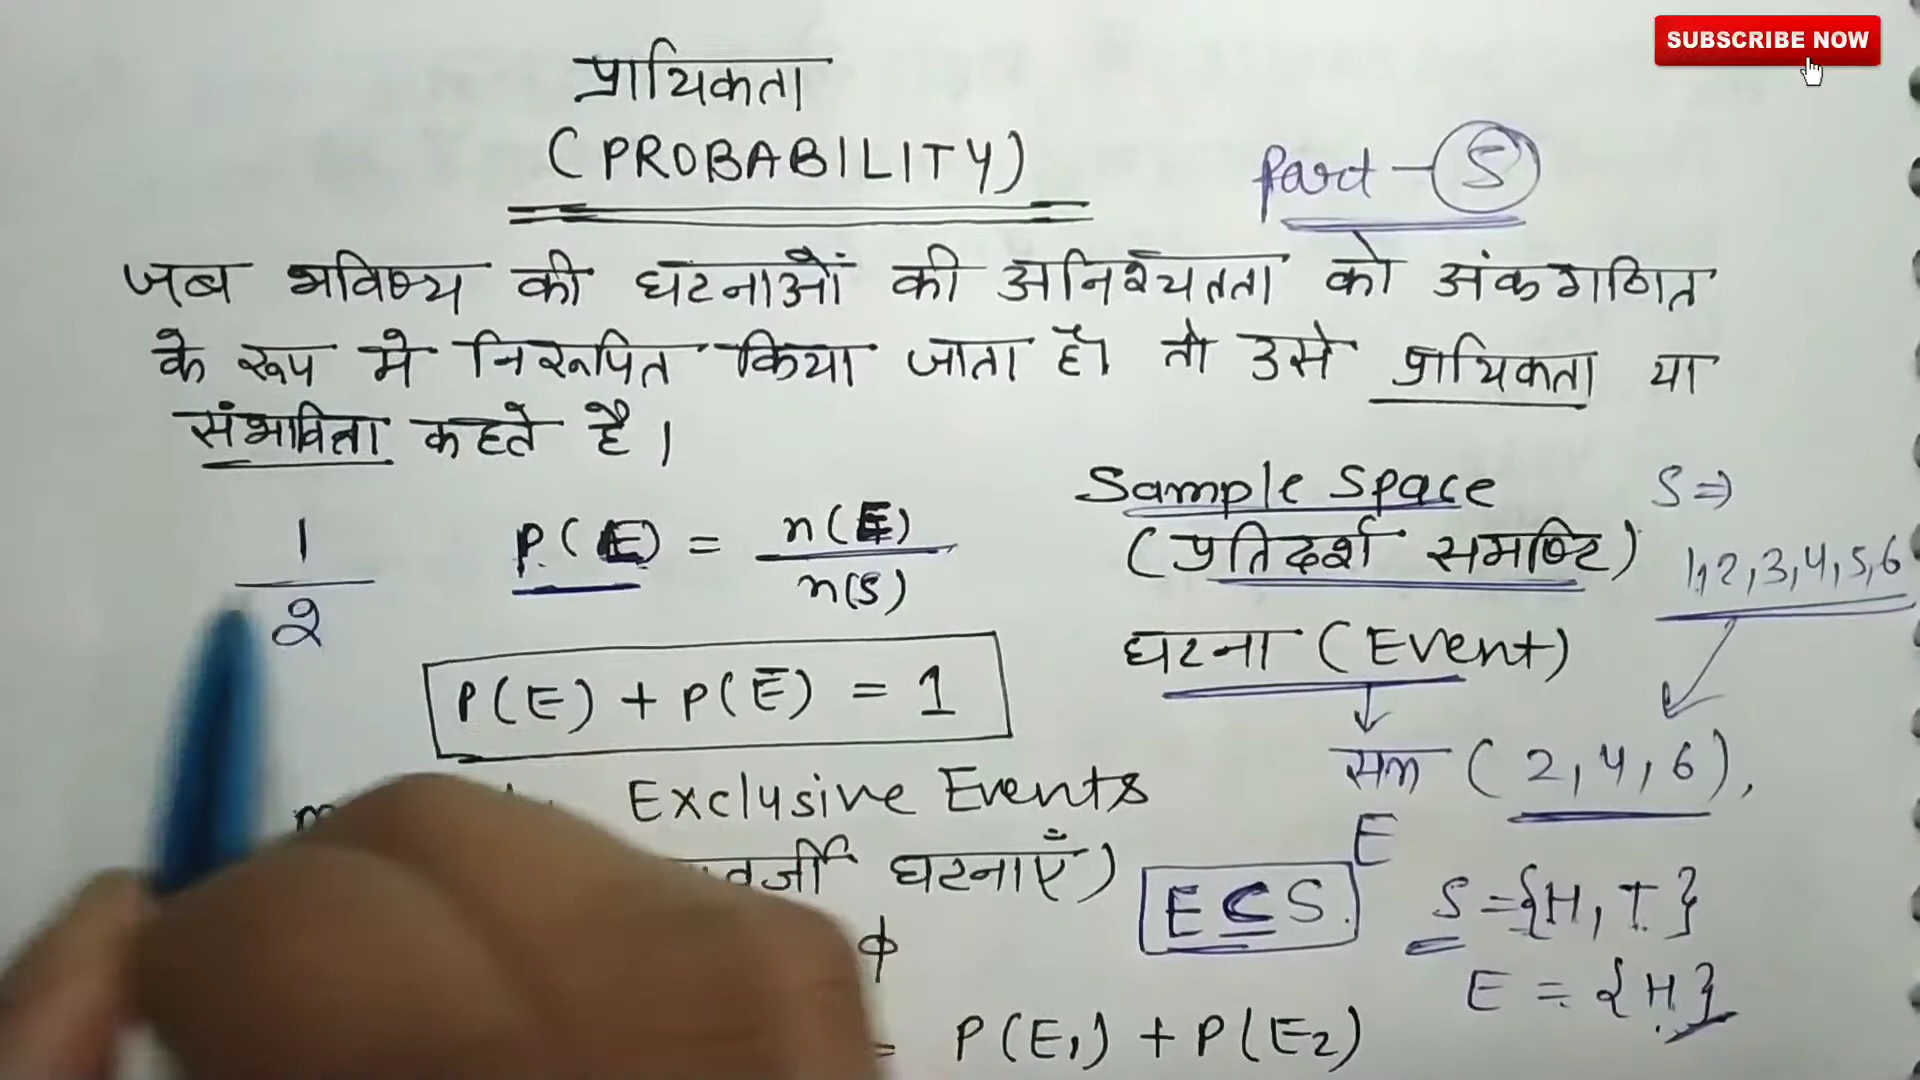 SUBSCRIBE NOW
प्रायिकता
(PROBABILITY)
Part - 5
जब भविष्य की घटनाओं की अनिश्चितता को अंकगणित
के रूप मे निरूपित किया जाता है। तो उसे प्रायिकता या
संभाविता कहते है।
Sample Space
S ⇒
(प्रतिदर्श समष्टि)
1,2,3,4,5,6
1/2
P(E) = n(E)/n(S)
घटना (Event)
P(E) + P(Ē) = 1
सम (2,4,6),
E
Exclusive Events
घटनाएँ)
E⊂S.
S = {H, T}
ϕ
E = {H}
= P(E₁) + P(E₂)